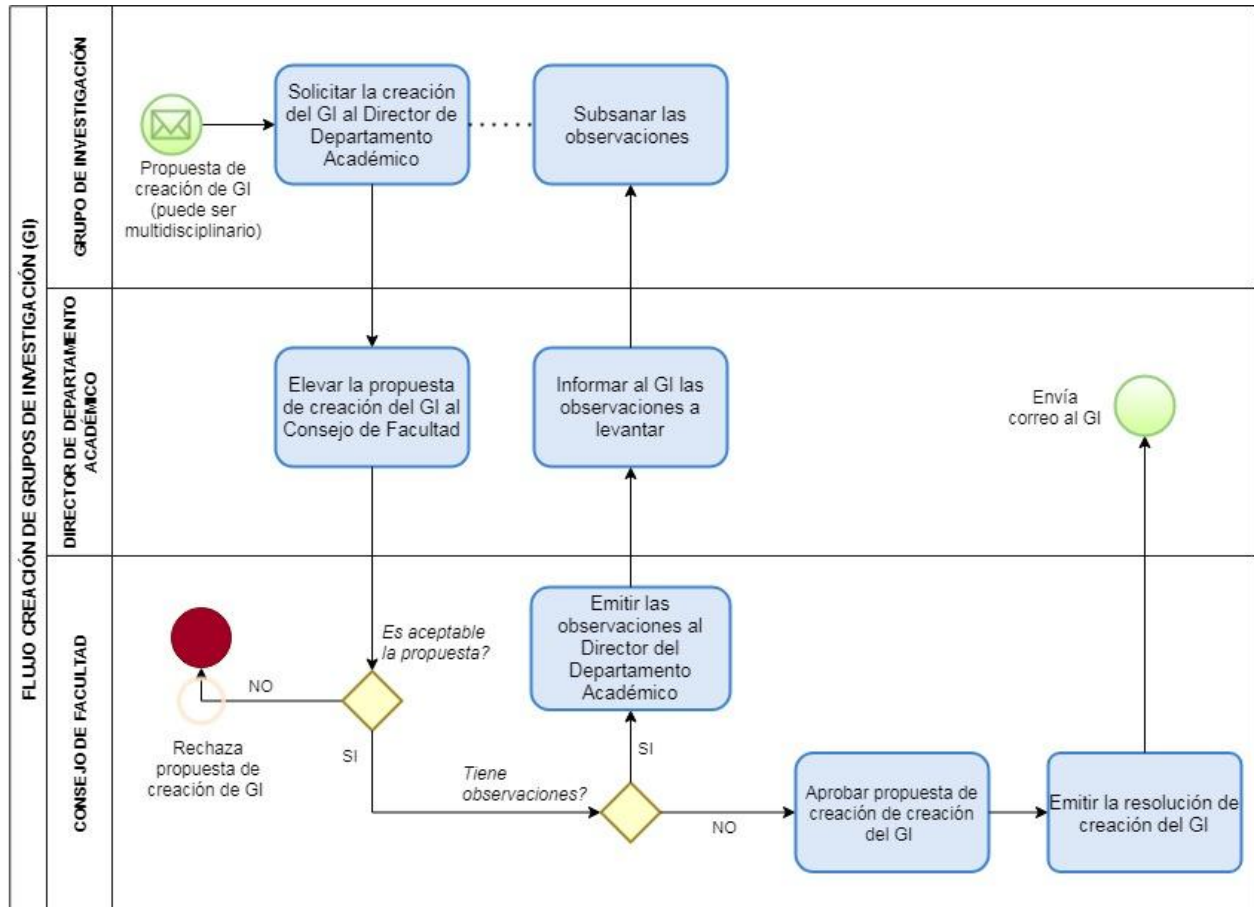 FLUJO CREACIÓN DE GRUPOS DE INVESTIGACIÓN (GI)
GRUPO DE INVESTIGACIÓN
Propuesta de
creación de GI
(puede ser
multidisciplinario)
Solicitar la creación
del GI al Director de
Departamento
Académico
Subsanar las
observaciones
DIRECTOR DE DEPARTAMENTO
ACADÉMICO
Elevar la propuesta
de creación del GI al
Consejo de Facultad
Informar al GI las
observaciones a
levantar
Envía
correo al GI
CONSEJO DE FACULTAD
Es aceptable
la propuesta?
NO
Rechaza
propuesta de
creación de GI
SI
Tiene
observaciones?
Emitir las
observaciones al
Director del
Departamento
Académico
SI
NO
Aprobar propuesta de
creación de creación
del GI
Emitir la resolución de
creación del GI